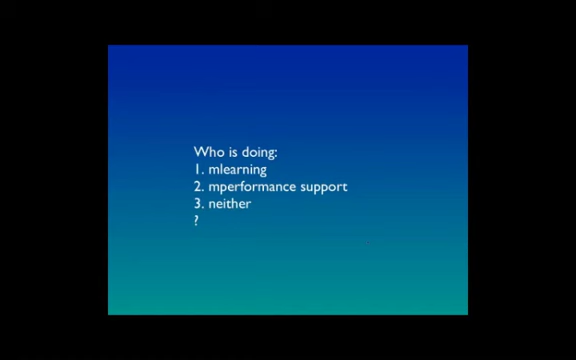 Who is doing:
1. mlearning
2. mperformance support
3. neither
?